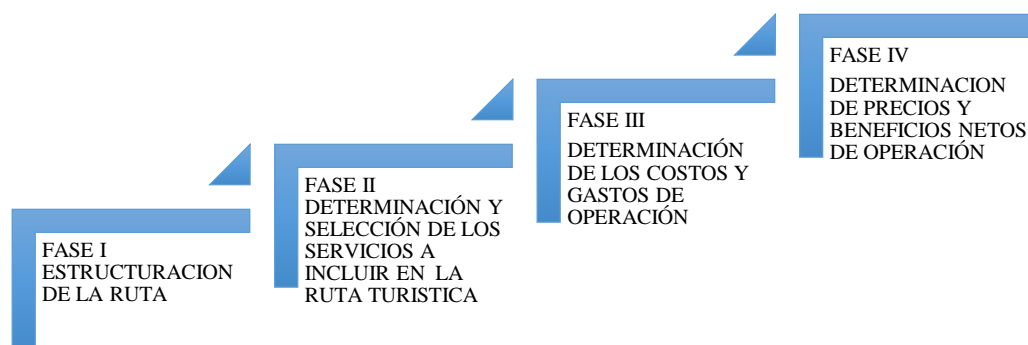 FASE I
ESTRUCTURACION
DE LA RUTA
FASE II
DETERMINACIÓN Y
SELECCIÓN DE LOS
SERVICIOS A
INCLUIR EN LA
RUTA TURISTICA
FASE III
DETERMINACIÓN
DE LOS COSTOS Y
GASTOS DE
OPERACIÓN
FASE IV
DETERMINACION
DE PRECIOS Y
BENEFICIOS NETOS
DE OPERACIÓN